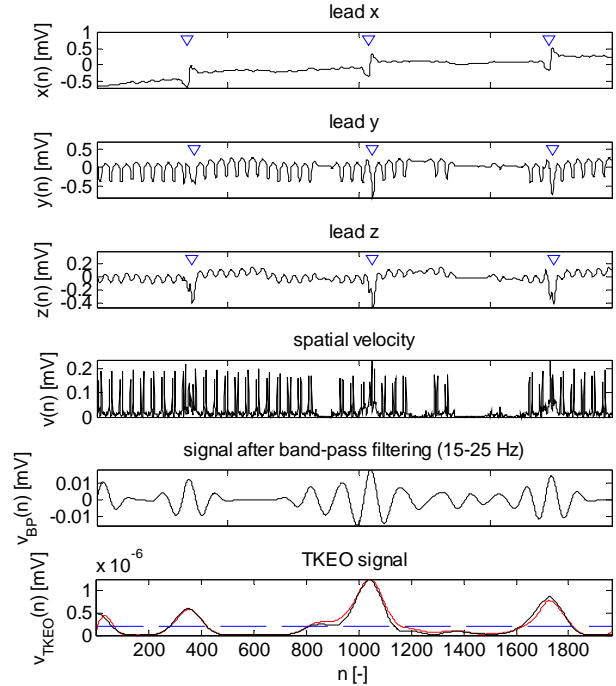 lead x
1
0.5
0
-0.5
x(n) [mV]
lead y
0.5
0
-0.5
y(n) [mV]
lead z
0.2
0
-0.2
-0.4
z(n) [mV]
spatial velocity
0.2
0.1
0
v(n) [mV]
signal after band-pass filtering (15-25 Hz)
0.01
0
-0.01
vBP(n) [mV]
x 10-6
TKEO signal
1
0.5
0
vTKEO(n) [mV]
200 400 600 800 1000 1200 1400 1600 1800
n [-]